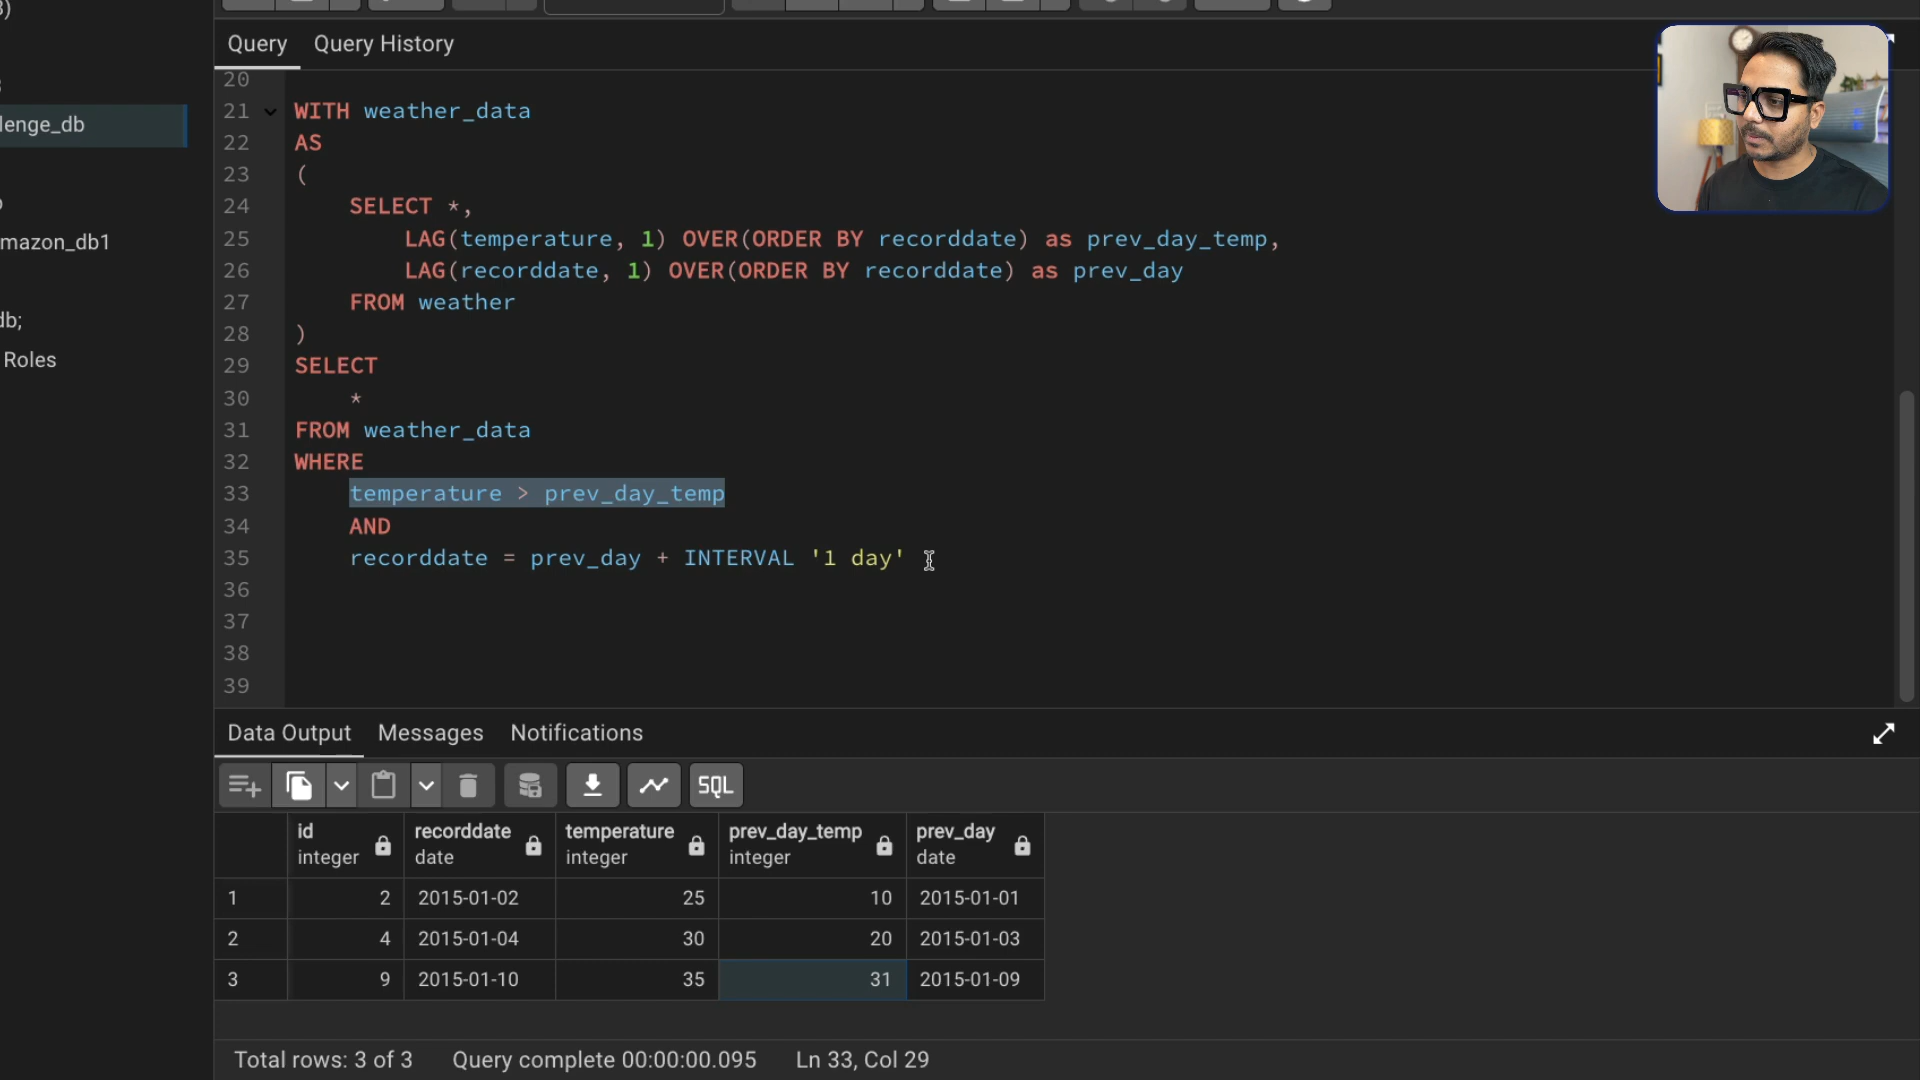 Query Query History
lenge_db
mazon_db1
db;
Roles
20
21 WITH weather_data
22 AS
23 (
24 SELECT *,
25 LAG(temperature, 1) OVER(ORDER BY recorddate) as prev_day_temp,
26 LAG(recorddate, 1) OVER(ORDER BY recorddate) as prev_day
27 FROM weather
28 )
29 SELECT
30 *
31 FROM weather_data
32 WHERE
33 temperature > prev_day_temp
34 AND
35 recorddate = prev_day + INTERVAL '1 day'
36
37
38
39
Data Output Messages Notifications
SQL
id recorddate temperature prev_day_temp prev_day
integer date integer integer date
1 2 2015-01-02 25 10 2015-01-01
2 4 2015-01-04 30 20 2015-01-03
3 9 2015-01-10 35 31 2015-01-09
Total rows: 3 of 3 Query complete 00:00:00.095 Ln 33, Col 29